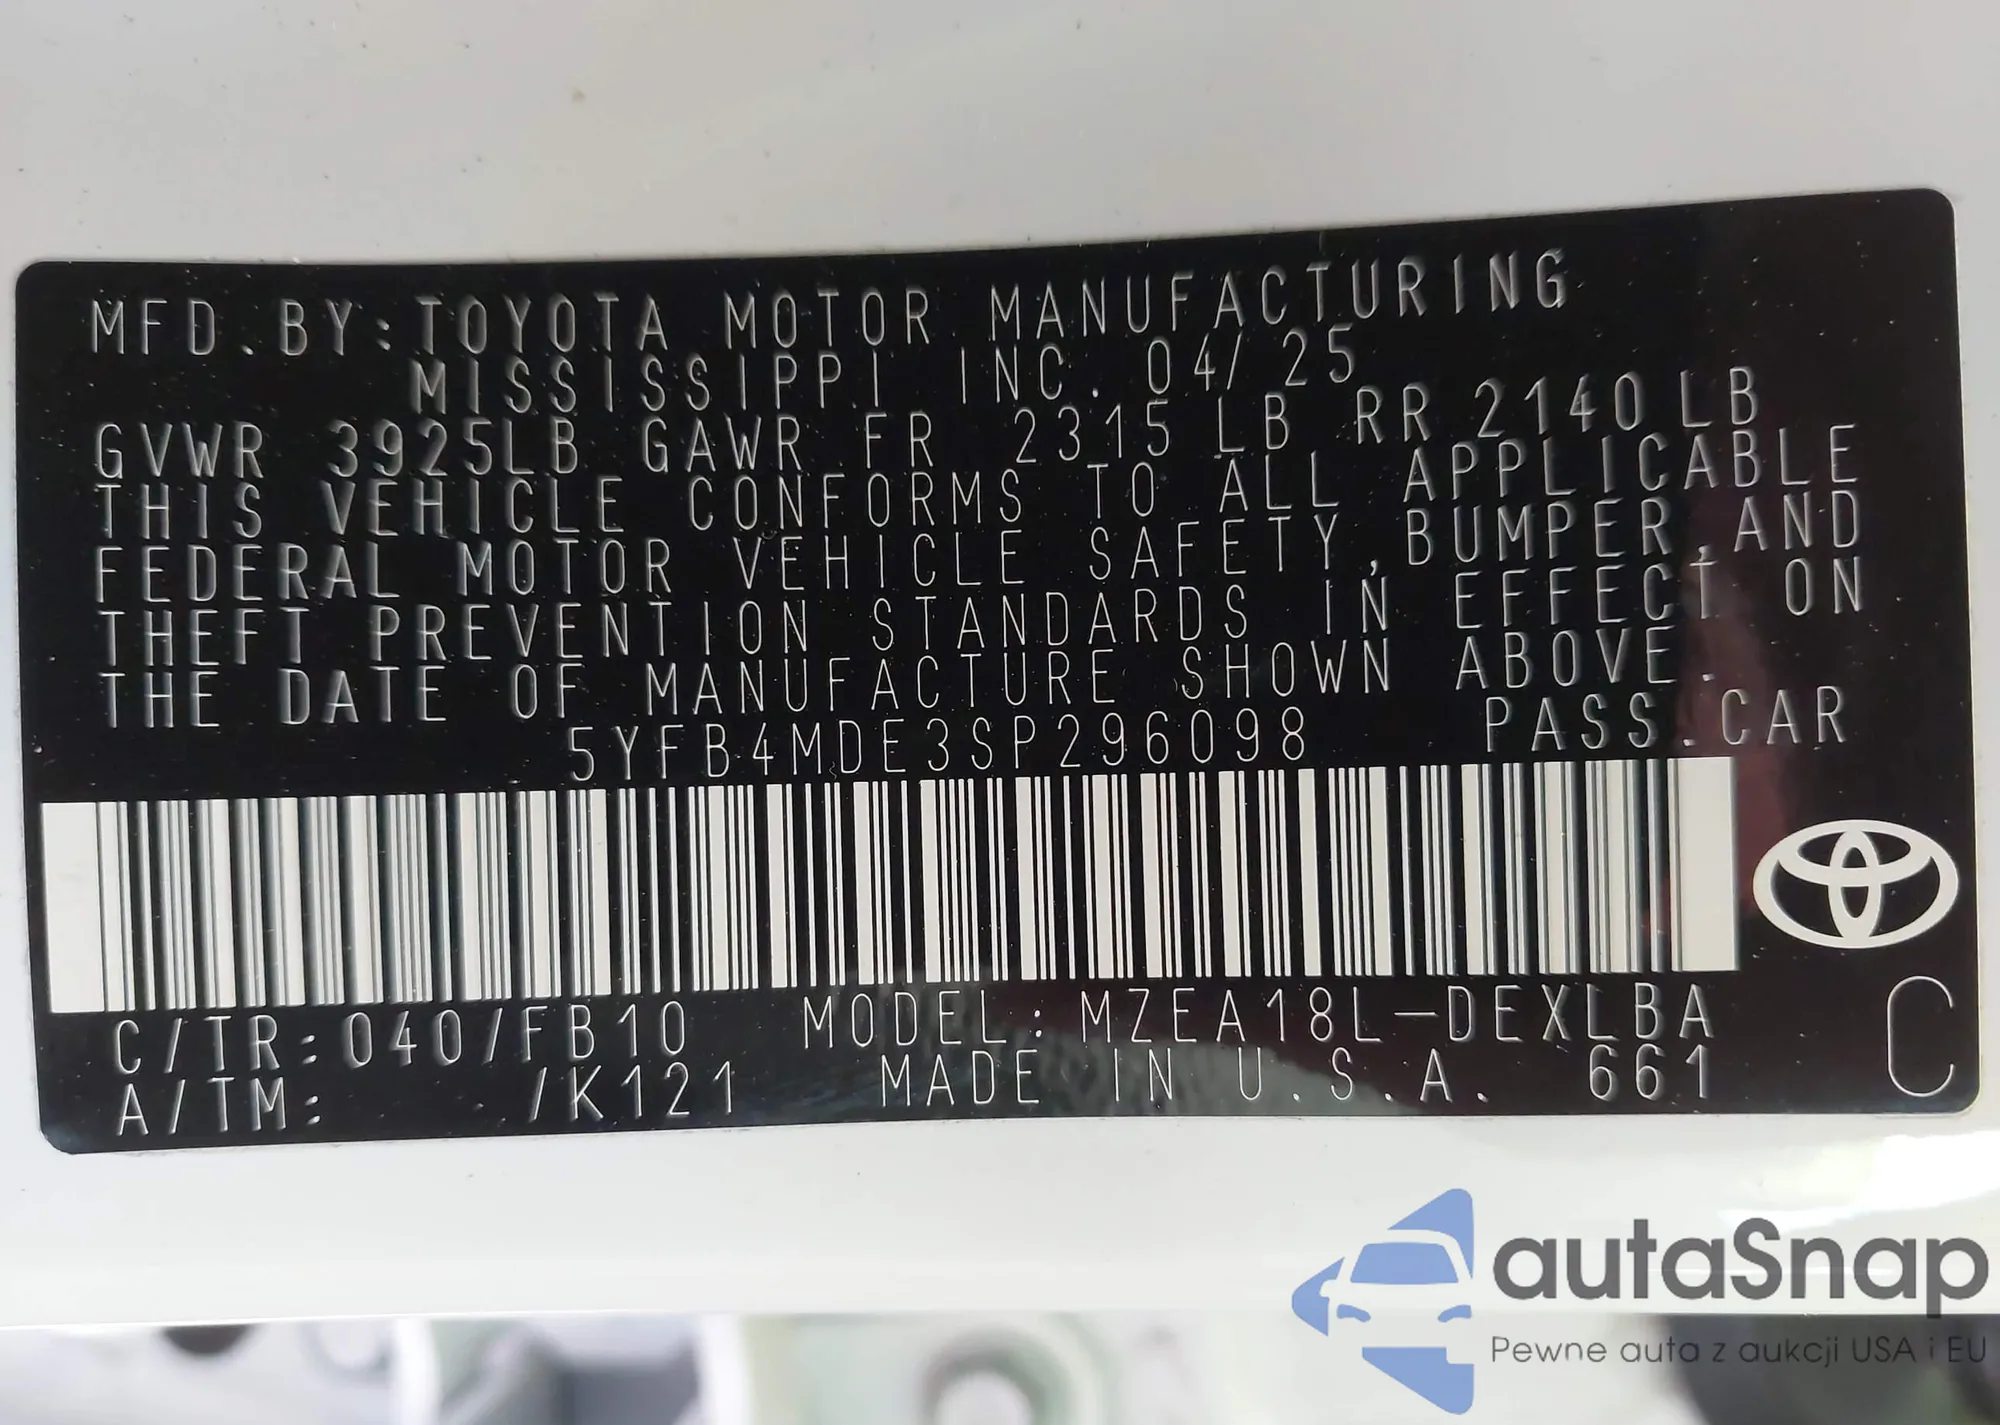 MFD.BY:TOYOTA MOTOR MANUFACTURING
MISSISSIPPI INC. 04/25
GVWR 3925LB GAWR FR 2315 LB RR 2140LB
THIS VEHICLE CONFORMS TO ALL APPLICABLE
FEDERAL MOTOR VEHICLE SAFETY,BUMPER,AND
THEFT PREVENTION STANDARDS IN EFFECT ON
THE DATE OF MANUFACTURE SHOWN ABOVE.
5YFB4MDE3SP296098 PASS.CAR
C/TR:040/FB10 MODEL:MZEA18L-DEXLBA
A/TM: /K121 MADE IN U.S.A. 661
C
autaSnap
Pewne auta z aukcji USA i EU